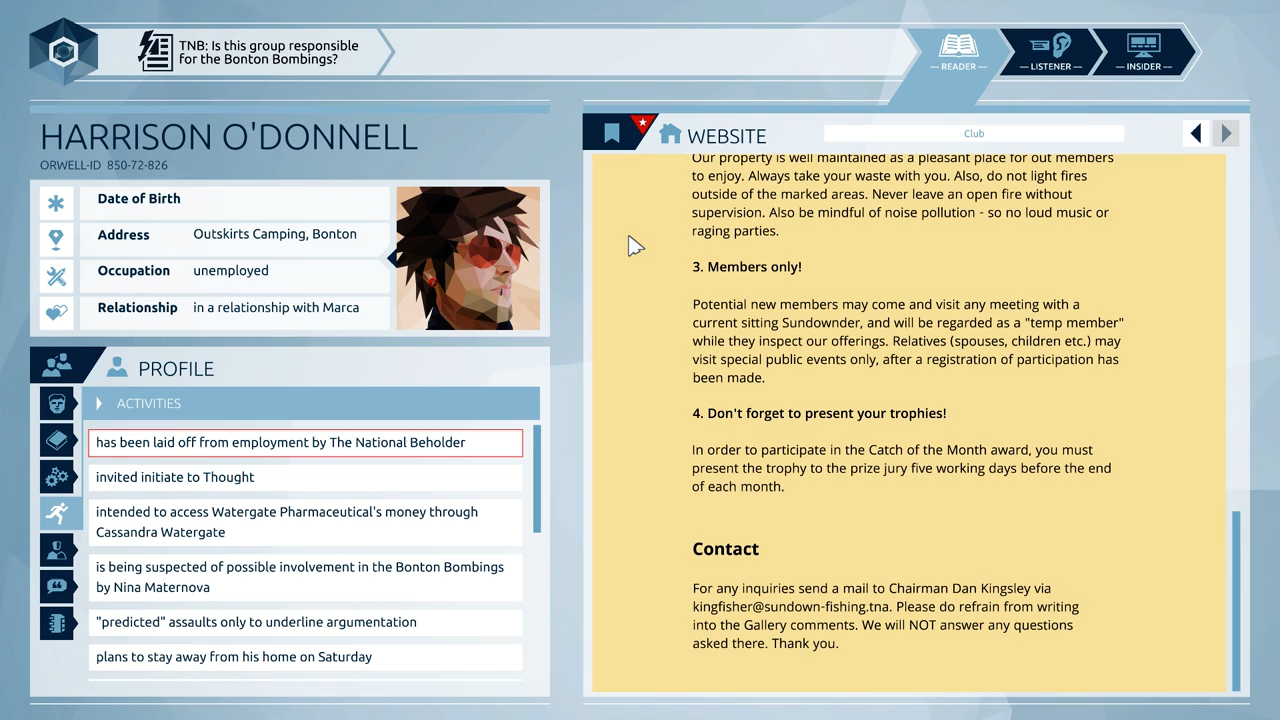 TNB: Is this group responsible
for the Bonton Bombings?
READER
LISTENER
INSIDER
HARRISON O'DONNELL
ORWELL-ID 850-72-826
Date of Birth
Address Outskirts Camping, Bonton
Occupation unemployed
Relationship in a relationship with Marca
PROFILE
ACTIVITIES
has been laid off from employment by The National Beholder
invited initiate to Thought
intended to access Watergate Pharmaceutical's money through
Cassandra Watergate
is being suspected of possible involvement in the Bonton Bombings
by Nina Maternova
"predicted" assaults only to underline argumentation
plans to stay away from his home on Saturday
WEBSITE
Club
Our property is well maintained as a pleasant place for out members
to enjoy. Always take your waste with you. Also, do not light fires
outside of the marked areas. Never leave an open fire without
supervision. Also be mindful of noise pollution - so no loud music or
raging parties.
3. Members only!
Potential new members may come and visit any meeting with a
current sitting Sundownder, and will be regarded as a "temp member"
while they inspect our offerings. Relatives (spouses, children etc.) may
visit special public events only, after a registration of participation has
been made.
4. Don't forget to present your trophies!
In order to participate in the Catch of the Month award, you must
present the trophy to the prize jury five working days before the end
of each month.
Contact
For any inquiries send a mail to Chairman Dan Kingsley via
kingfisher@sundown-fishing.tna. Please do refrain from writing
into the Gallery comments. We will NOT answer any questions
asked there. Thank you.